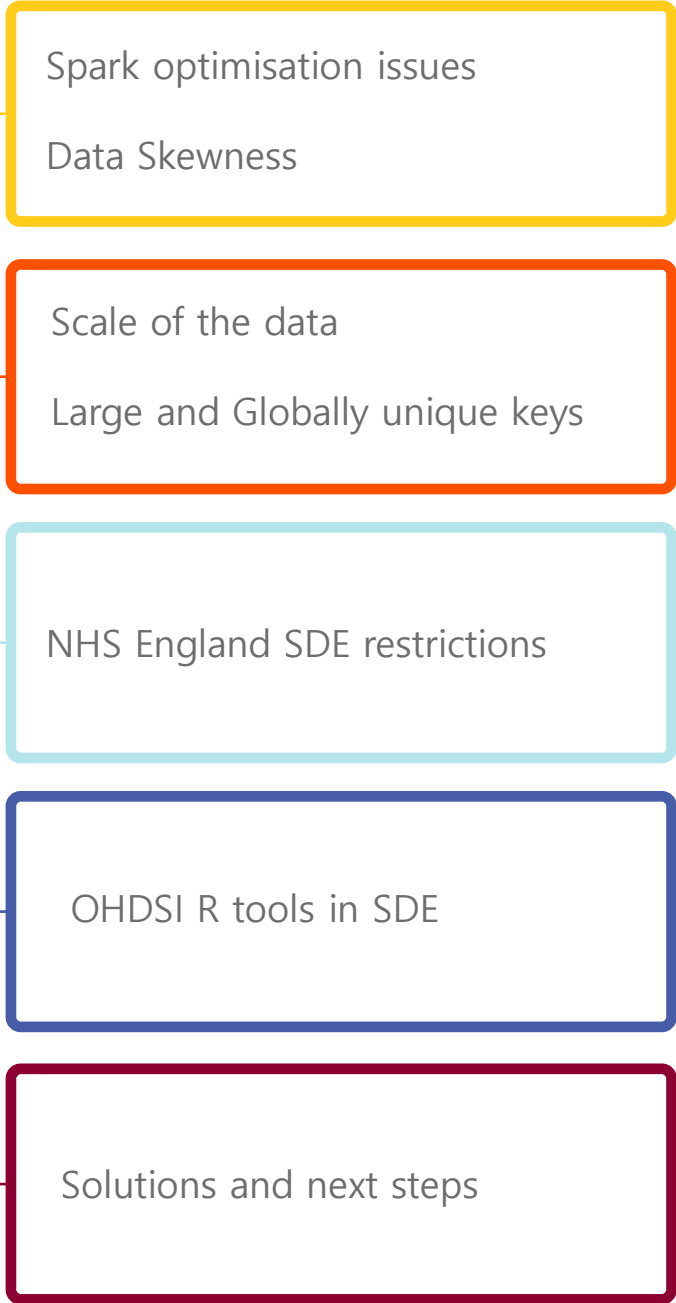 Spark optimisation issues
Data Skewness
Scale of the data
Large and Globally unique keys
NHS England SDE restrictions
OHDSI R tools in SDE
Solutions and next steps